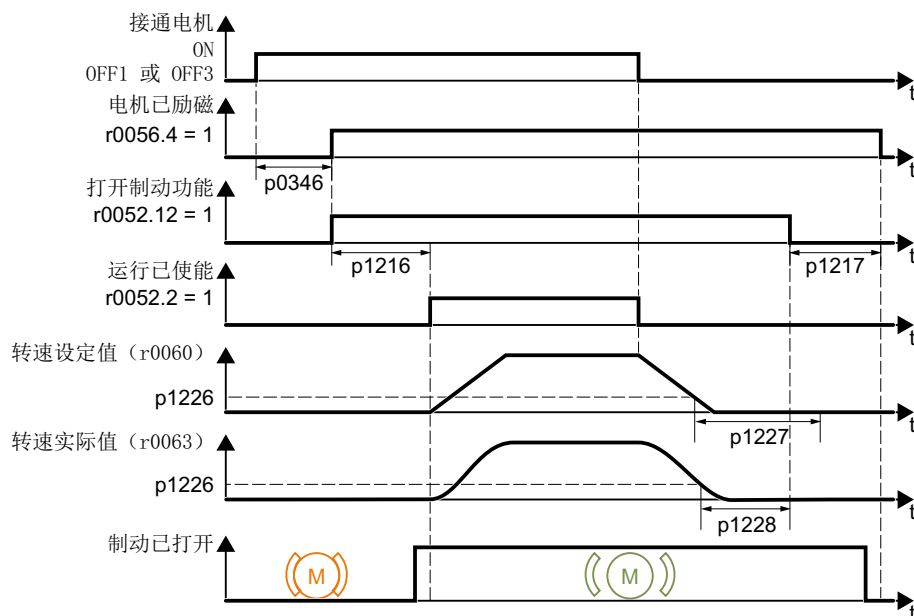 接通电机
ON
OFF1 或 OFF3
t
电机已励磁
r0056.4 = 1
t
p0346
打开制动功能
r0052.12 = 1
t
p1216
p1217
运行已使能
r0052.2 = 1
t
转速设定值（r0060）
p1226
t
p1227
转速实际值（r0063）
p1226
t
p1228
制动已打开
M
M
t